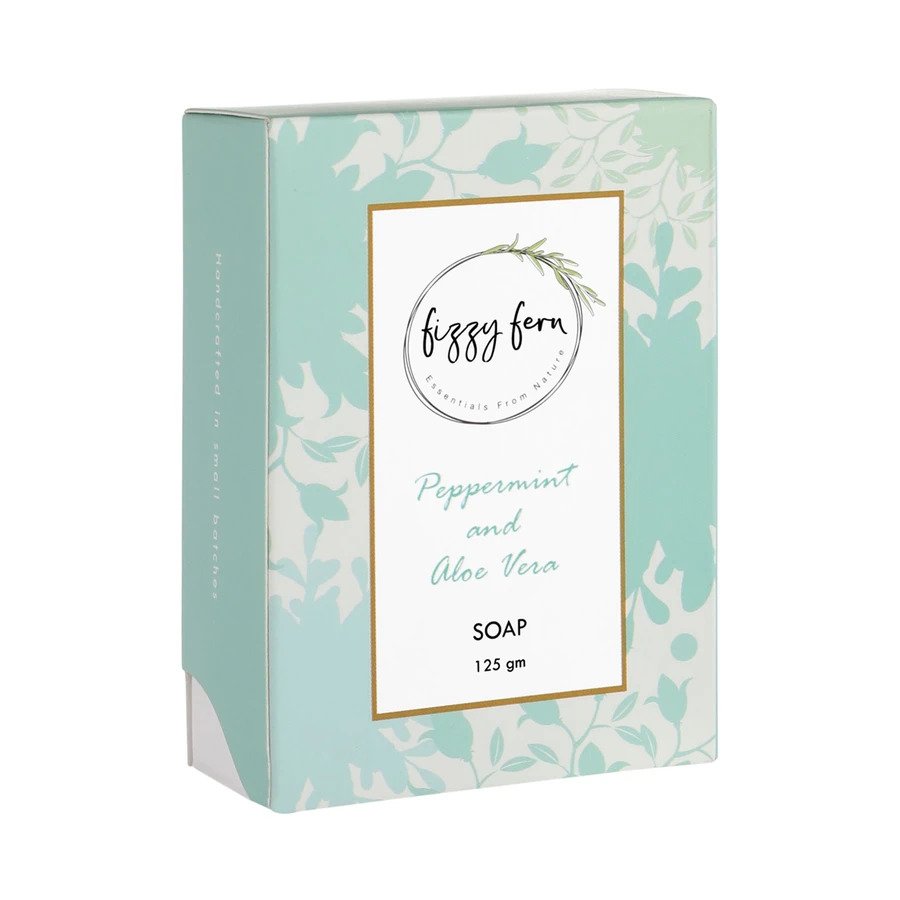 Handcrafted in small batches
fizzy fern
Essentials From Nature
Peppermint
and
Aloe Vera
SOAP
125 gm